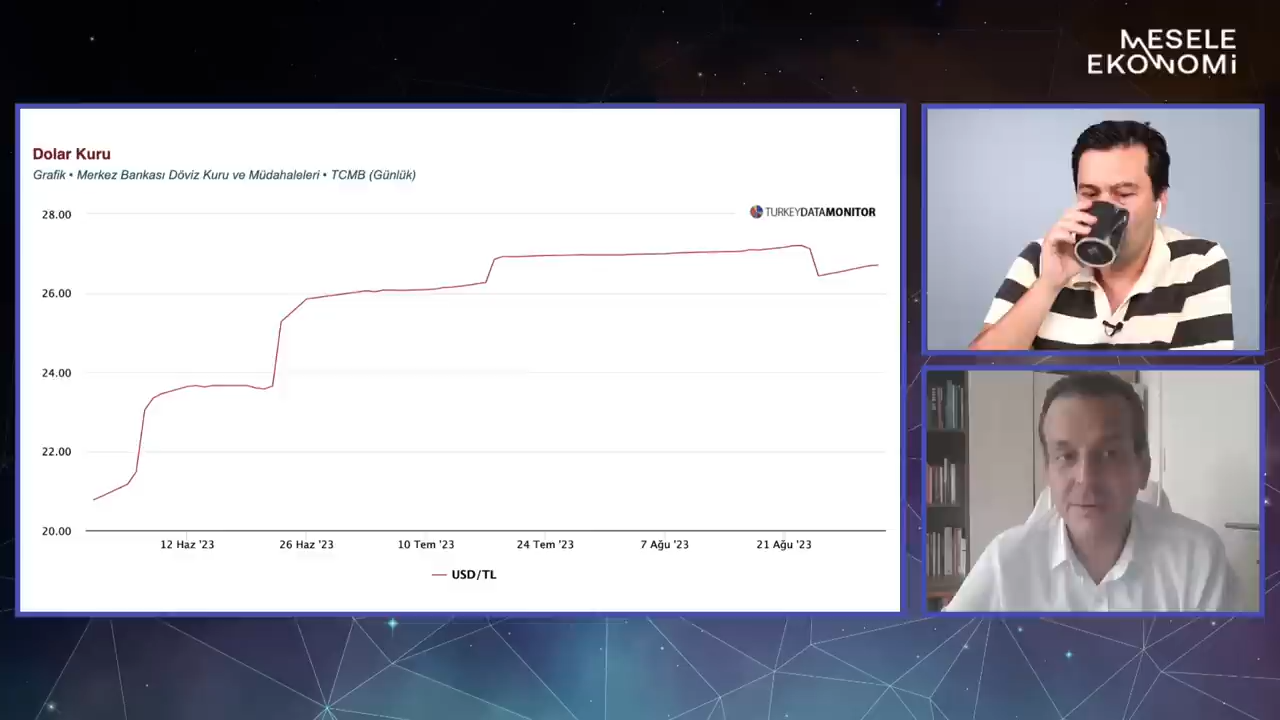 MESELE
EKONOMi
Dolar Kuru
Grafik • Merkez Bankası Döviz Kuru ve Müdahaleleri • TCMB (Günlük)
TURKEYDATAMONITOR
28.00
26.00
24.00
22.00
20.00
12 Haz '23
26 Haz '23
10 Tem '23
24 Tem '23
7 Ağu '23
21 Ağu '23
USD/TL